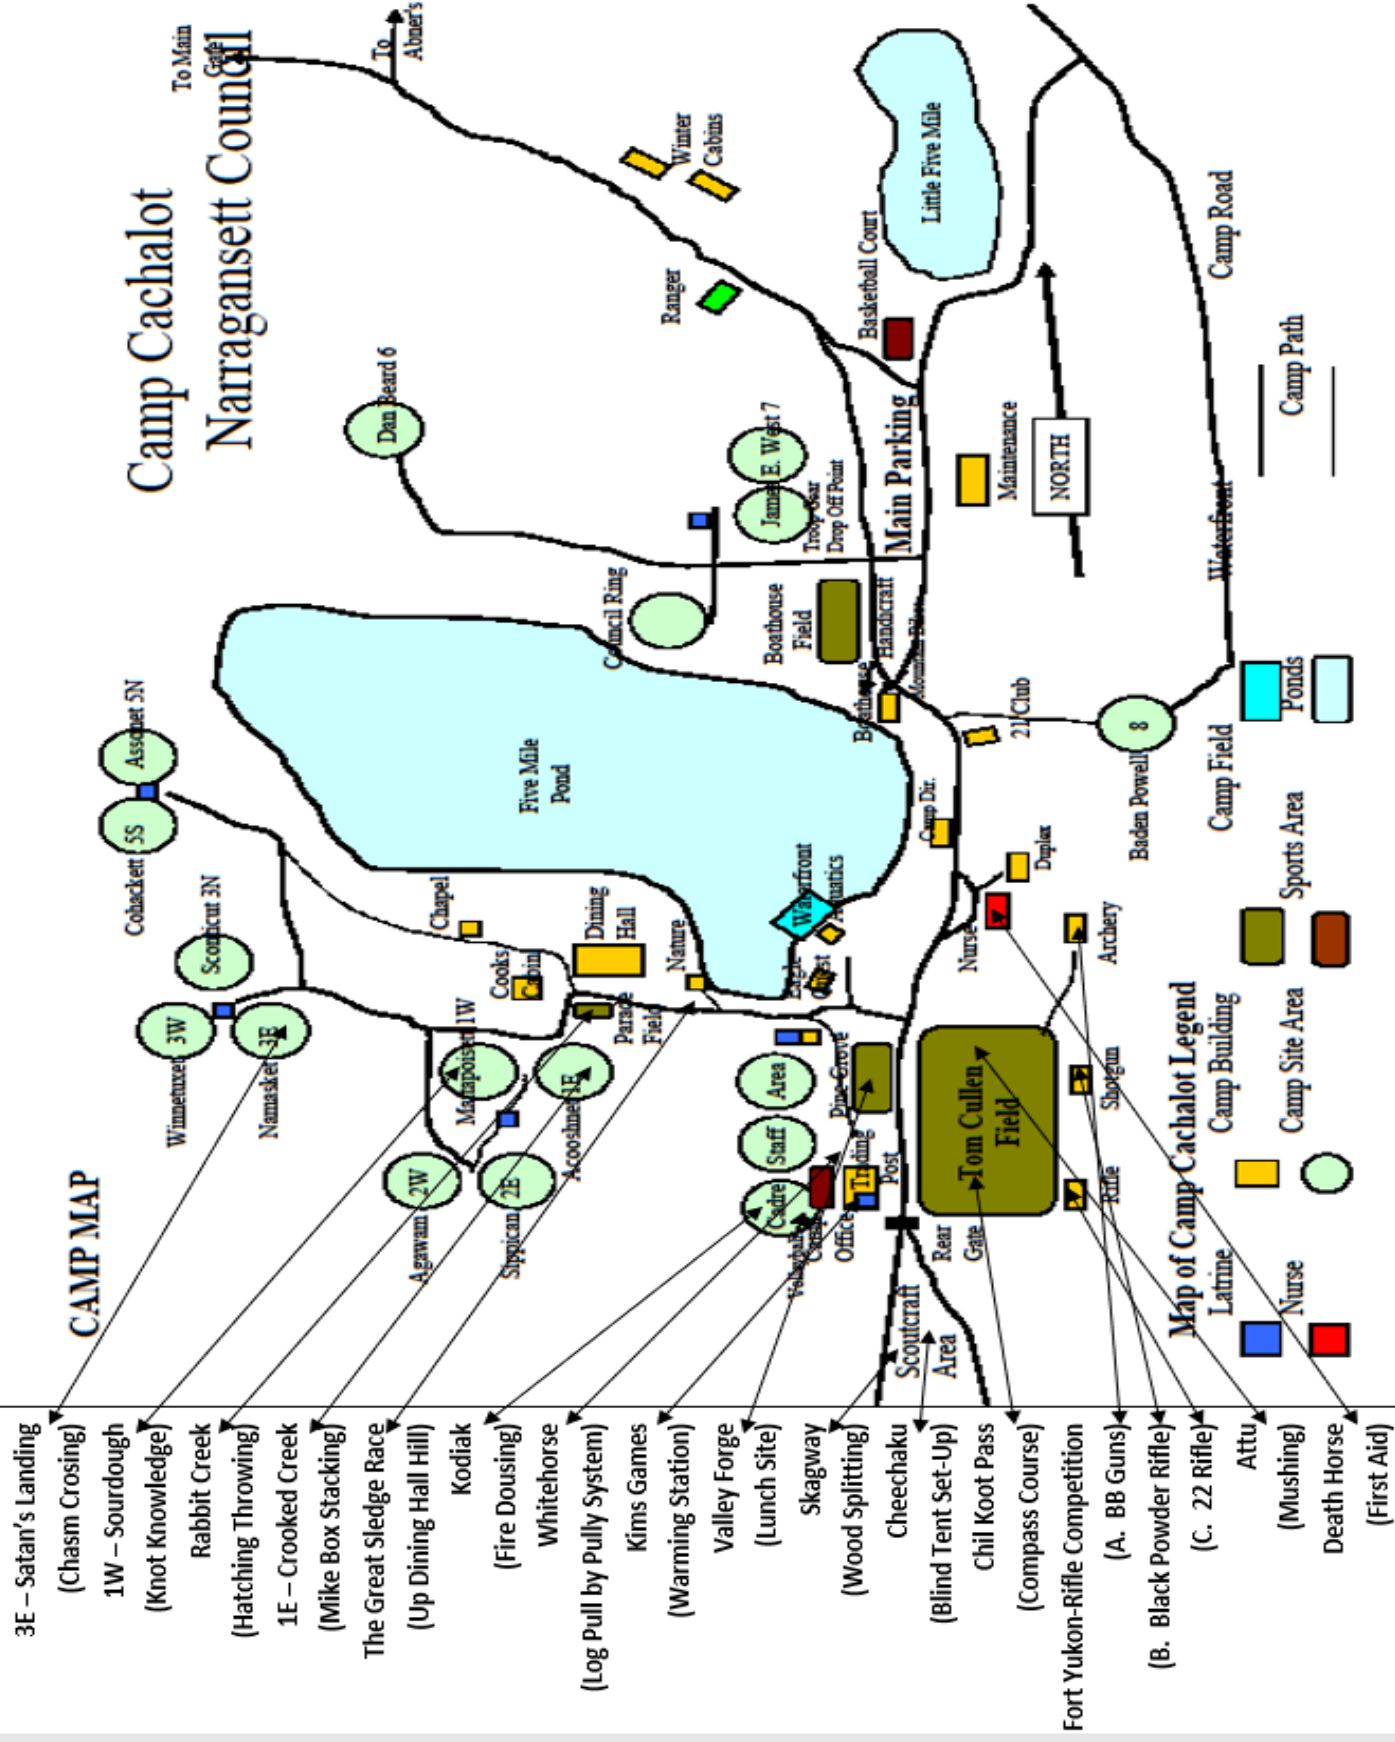 CAMP MAP
Camp Cachalot
Narragansett Council
To Main
Gate
To
Abner's
Winter
Cabins
Ranger
Little Five Mile
Basketball Court
Dan Beard 6
James E. West 7
Troop Gear
Drop Off Point
Main Parking
Maintenance
NORTH
Camp Road
Camp Path
Waterfront
Council Ring
Boathouse
Field
Handicraft
Mountain Bikes
Boathouse
21 Club
8
Baden Powell
Five Mile
Pond
Assonet 5N
Cohackett 5S
Sconticut 3N
Winnetuxet 3W
Namasket 3E
Chapel
Dining
Hall
Cooks
Cabin
Nature
Parade
Field
Mattapoisett 1W
Acooshnet 1E
Agawam 2W
Sippican 2E
Waterfront
Aquatics
Eagle
Quest
Camp Dir.
Duplex
Nurse
Archery
Area
Staff
Cadre
Pine Grove
Trading
Post
Volleyball
Camp
Office
Tom Cullen
Field
Shotgun
Rifle
Rear
Gate
Scoutcraft
Area
Map of Camp Cachalot Legend
Latrine
Nurse
Camp Building
Camp Site Area
Camp Field
Sports Area
Ponds
3E – Satan's Landing
(Chasm Crosing)
1W – Sourdough
(Knot Knowledge)
Rabbit Creek
(Hatching Throwing)
1E – Crooked Creek
(Mike Box Stacking)
The Great Sledge Race
(Up Dining Hall Hill)
Kodiak
(Fire Dousing)
Whitehorse
(Log Pull by Pully System)
Kims Games
(Warming Station)
Valley Forge
(Lunch Site)
Skagway
(Wood Splitting)
Cheechaku
(Blind Tent Set-Up)
Chil Koot Pass
(Compass Course)
Fort Yukon-Rifle Competition
(A. BB Guns)
(B. Black Powder Rifle)
(C. 22 Rifle)
Attu
(Mushing)
Death Horse
(First Aid)